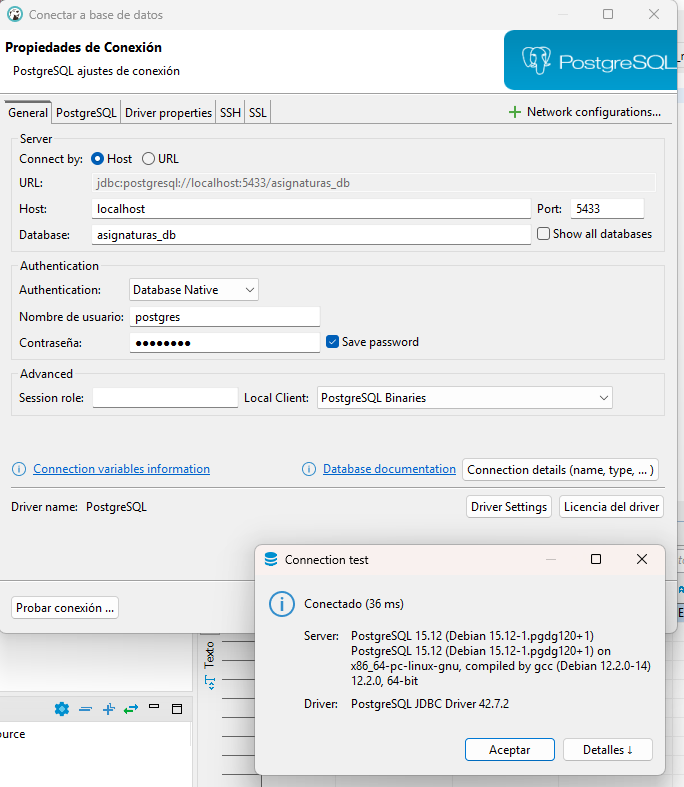 Conectar a base de datos
Propiedades de Conexión
PostgreSQL ajustes de conexión
PostgreSQL
General PostgreSQL Driver properties SSH SSL
Network configurations...
Server
Connect by: Host URL
URL: jdbc:postgresql://localhost:5433/asignaturas_db
Host: localhost Port: 5433
Database: asignaturas_db Show all databases
Authentication
Authentication: Database Native
Nombre de usuario: postgres
Contraseña: ●●●●●●●● Save password
Advanced
Session role: Local Client: PostgreSQL Binaries
Connection variables information Database documentation Connection details (name, type, ... )
Driver name: PostgreSQL Driver Settings Licencia del driver
Probar conexión ...
Connection test
Conectado (36 ms)
Server: PostgreSQL 15.12 (Debian 15.12-1.pgdg120+1)
PostgreSQL 15.12 (Debian 15.12-1.pgdg120+1) on
x86_64-pc-linux-gnu, compiled by gcc (Debian 12.2.0-14)
12.2.0, 64-bit
Driver: PostgreSQL JDBC Driver 42.7.2
Aceptar Detalles ↓
Texto
ource